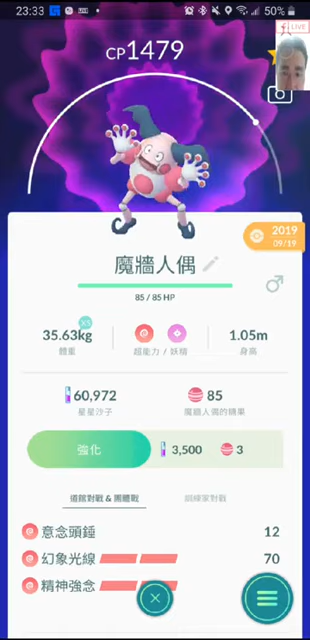 23:33
50%
LIVE
CP1479
2019
09/19
魔牆人偶
85 / 85 HP
35.63kg
XS
體重
超能力 / 妖精
1.05m
身高
60,972
星星沙子
85
魔牆人偶的糖果
強化
3,500
3
道館對戰 & 團體戰
訓練家對戰
意念頭錘
12
幻象光線
70
精神強念